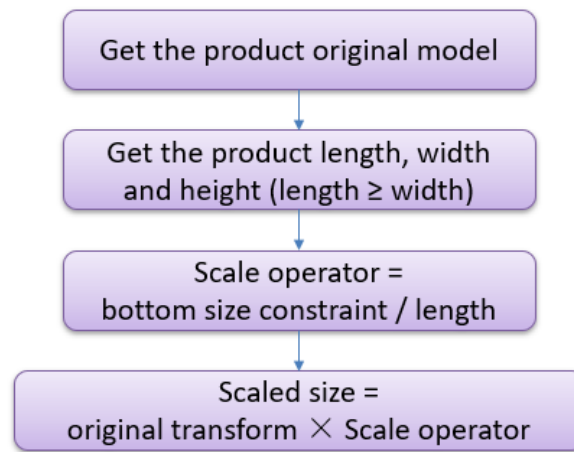 Get the product original model
Get the product length, width
and height (length ≥ width)
Scale operator =
bottom size constraint / length
Scaled size =
original transform × Scale operator